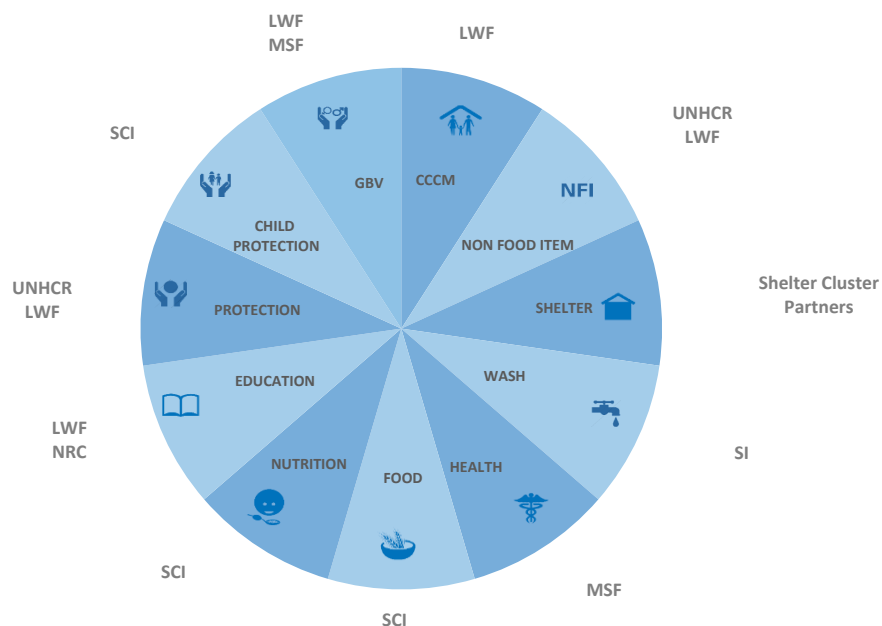 LWF
MSF
LWF
UNHCR
LWF
SCI
GBV
CCCM
NFI
CHILD
PROTECTION
NON FOOD ITEM
UNHCR
LWF
PROTECTION
SHELTER
Shelter Cluster
Partners
EDUCATION
WASH
LWF
NRC
NUTRITION
FOOD
HEALTH
SI
SCI
MSF
SCI